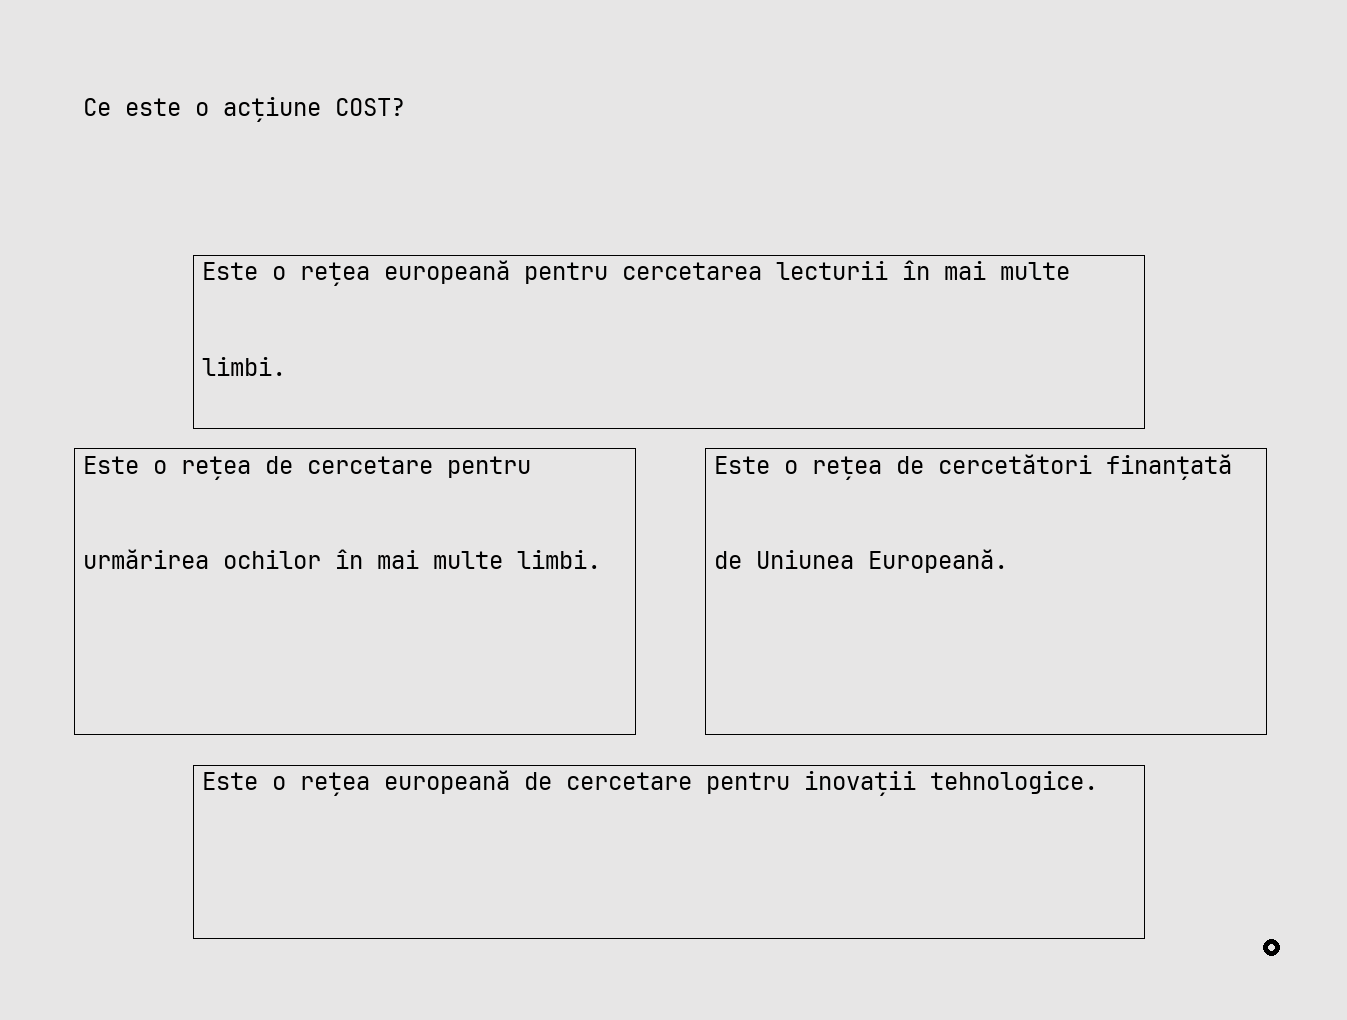 Ce este o acțiune COST?
Este o rețea europeană pentru cercetarea lecturii în mai multe
limbi.
Este o rețea de cercetare pentru
urmărirea ochilor în mai multe limbi.
Este o rețea de cercetători finanțată
de Uniunea Europeană.
Este o rețea europeană de cercetare pentru inovații tehnologice.